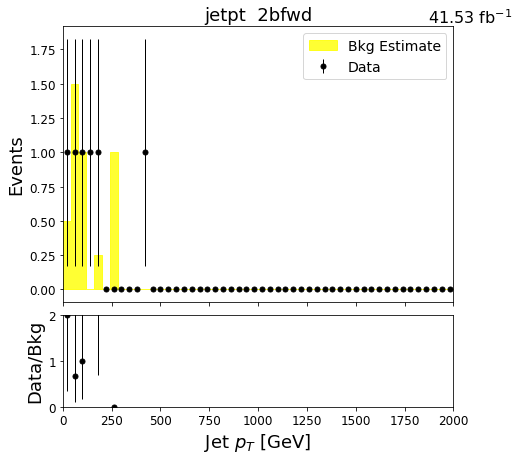 jetpt 2bfwd
41.53 fb⁻¹
Bkg Estimate
Data
Events
1.75
1.50
1.25
1.00
0.75
0.50
0.25
0.00
Data/Bkg
2
1
0
0 250 500 750 1000 1250 1500 1750 2000
Jet p_T [GeV]